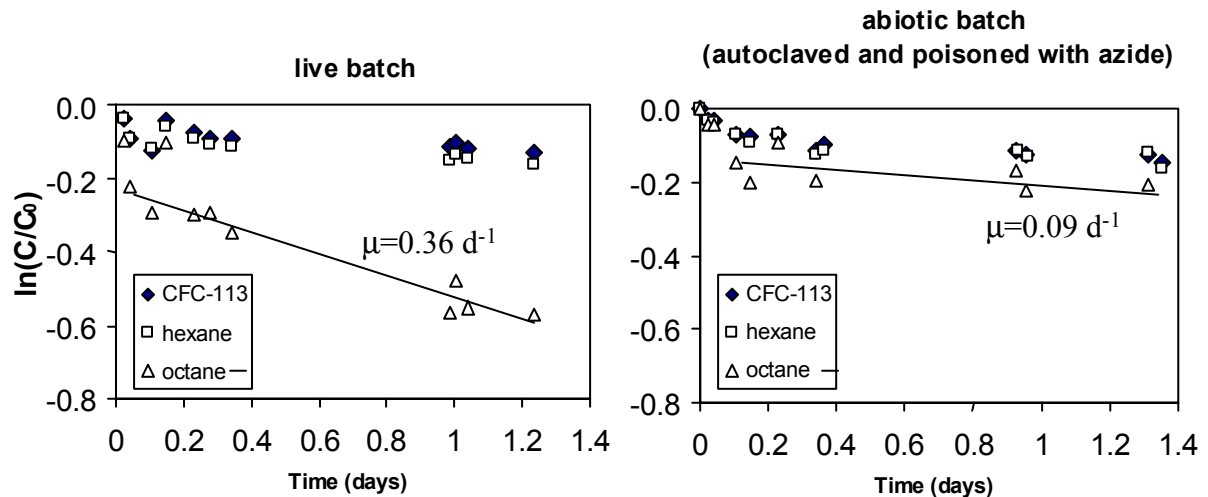 live batch
ln(C/C0)
0.0
-0.2
-0.4
-0.6
-0.8
μ=0.36 d-1
CFC-113
hexane
octane
0 0.2 0.4 0.6 0.8 1 1.2 1.4
Time (days)
abiotic batch
(autoclaved and poisoned with azide)
0.0
-0.2
-0.4
-0.6
-0.8
μ=0.09 d-1
CFC-113
hexane
octane
0 0.2 0.4 0.6 0.8 1 1.2 1.4
Time (days)